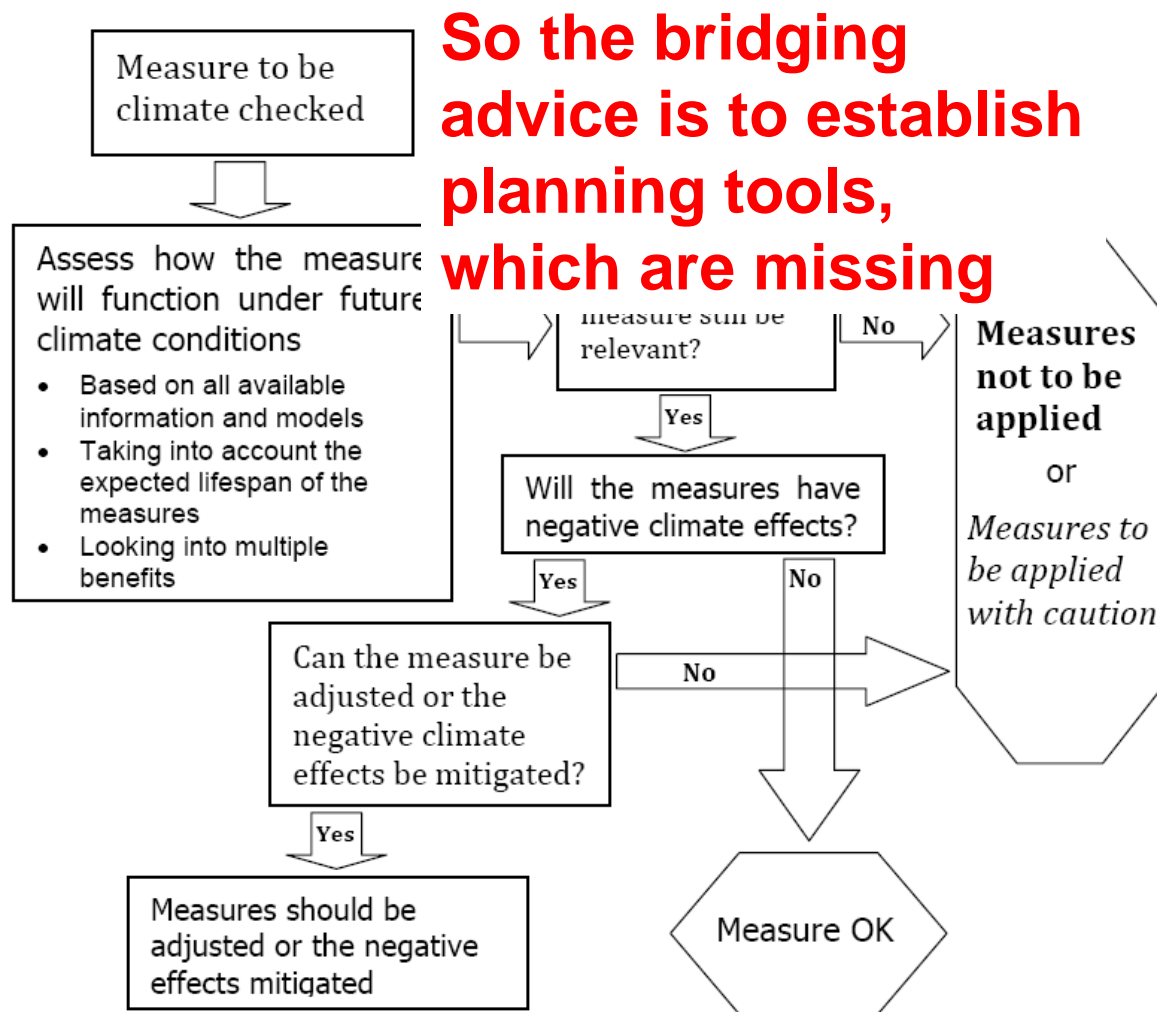 So the bridging
advice is to establish
planning tools,
which are missing
Measure to be
climate checked
Assess how the measure
will function under future
climate conditions
• Based on all available
information and models
• Taking into account the
expected lifespan of the
measures
• Looking into multiple
benefits
measure still be
relevant?
No
Yes
Measures
not to be
applied
or
Measures to
be applied
with caution
Will the measures have
negative climate effects?
Yes
No
Can the measure be
adjusted or the
negative climate
effects be mitigated?
No
Yes
Measures should be
adjusted or the negative
effects mitigated
Measure OK